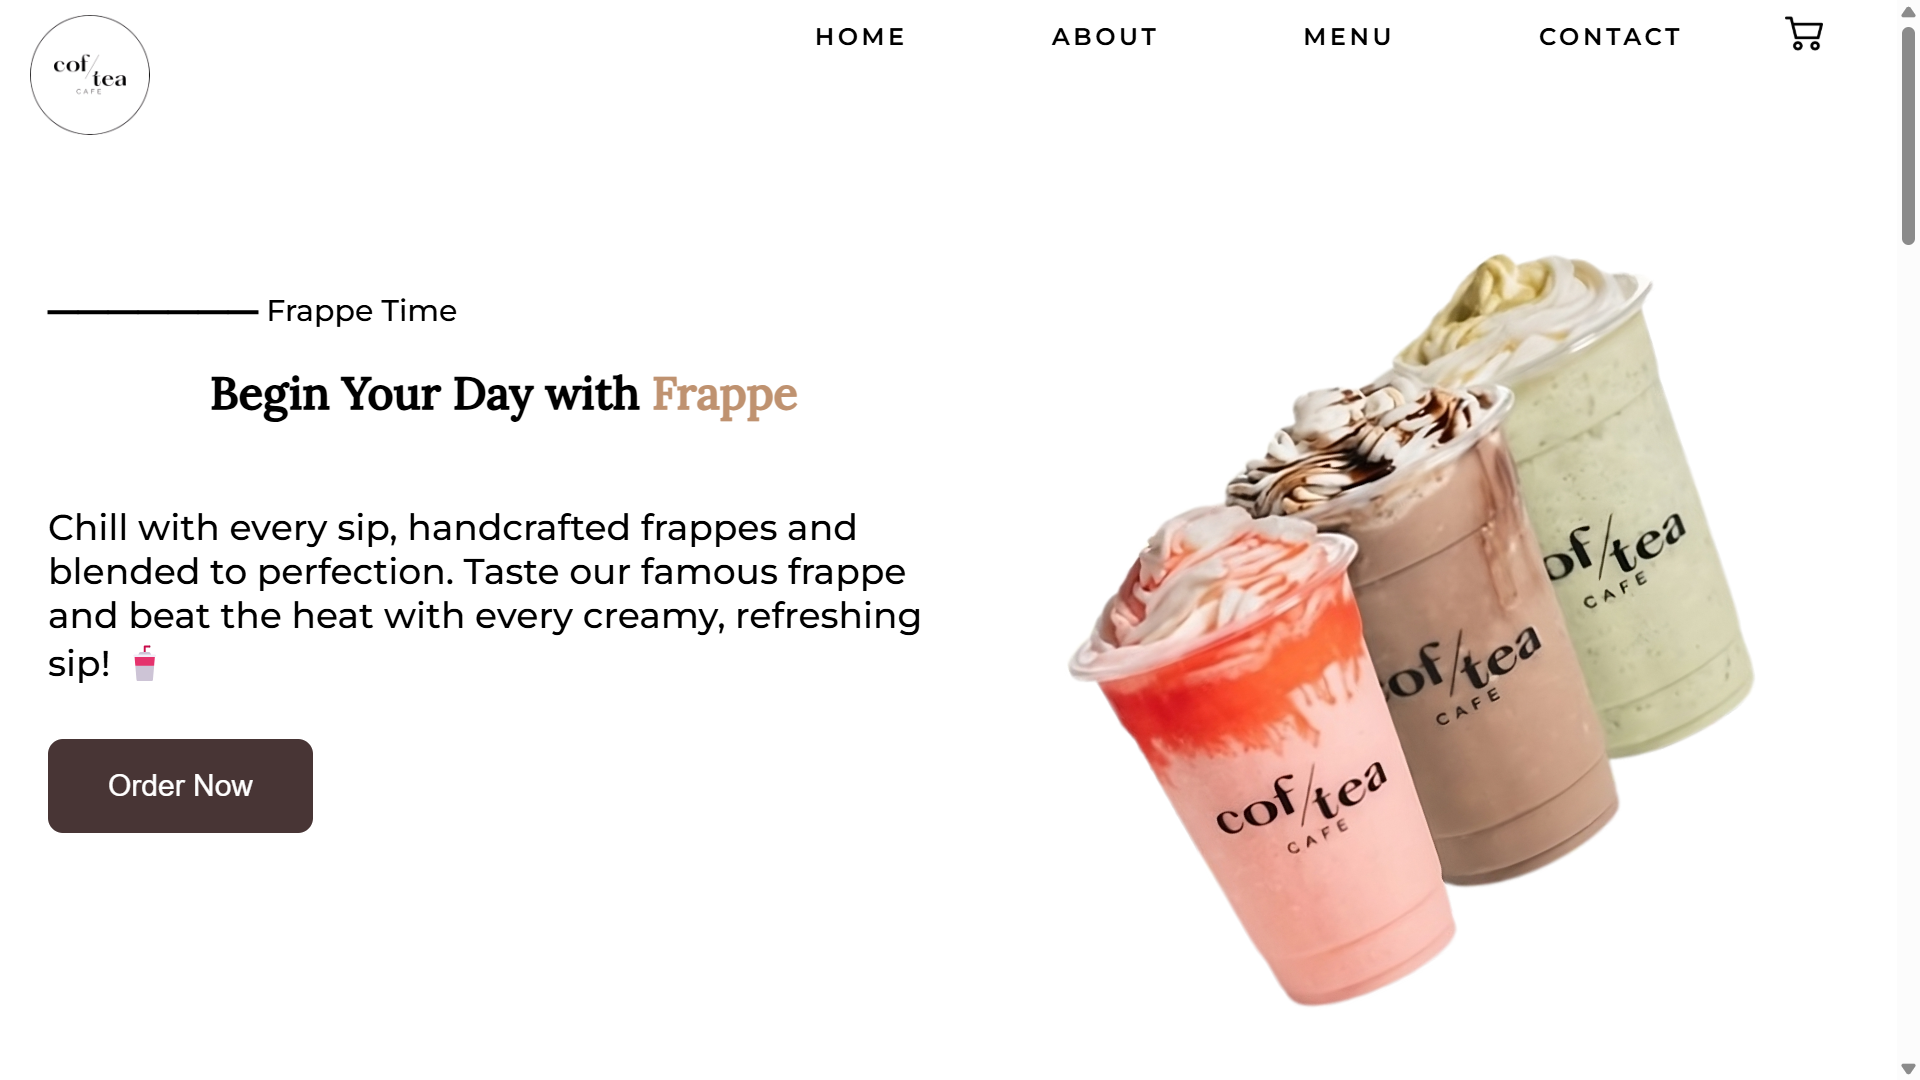 cof/tea
CAFE
HOME ABOUT MENU CONTACT
Frappe Time
Begin Your Day with Frappe
Chill with every sip, handcrafted frappes and
blended to perfection. Taste our famous frappe
and beat the heat with every creamy, refreshing
sip! 🥤
Order Now
of/tea
CAFE
cof/tea
CAFE
cof/tea
CAFE